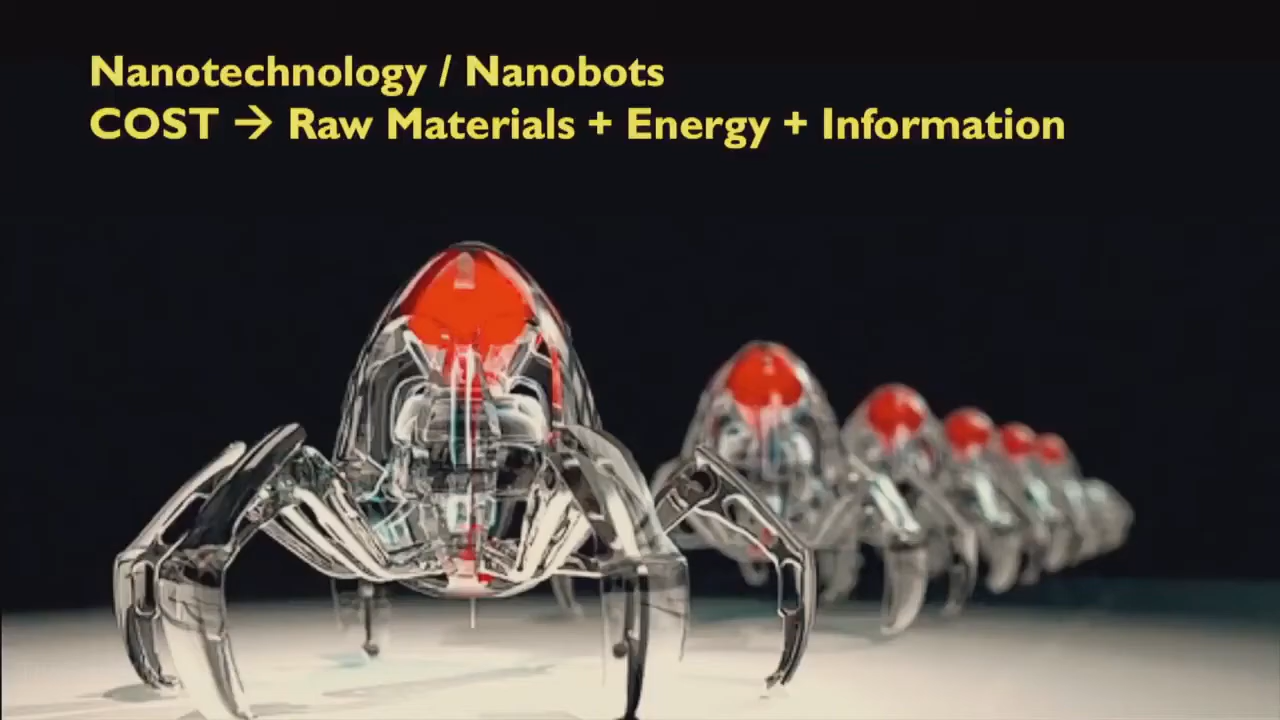 Nanotechnology / Nanobots
COST → Raw Materials + Energy + Information